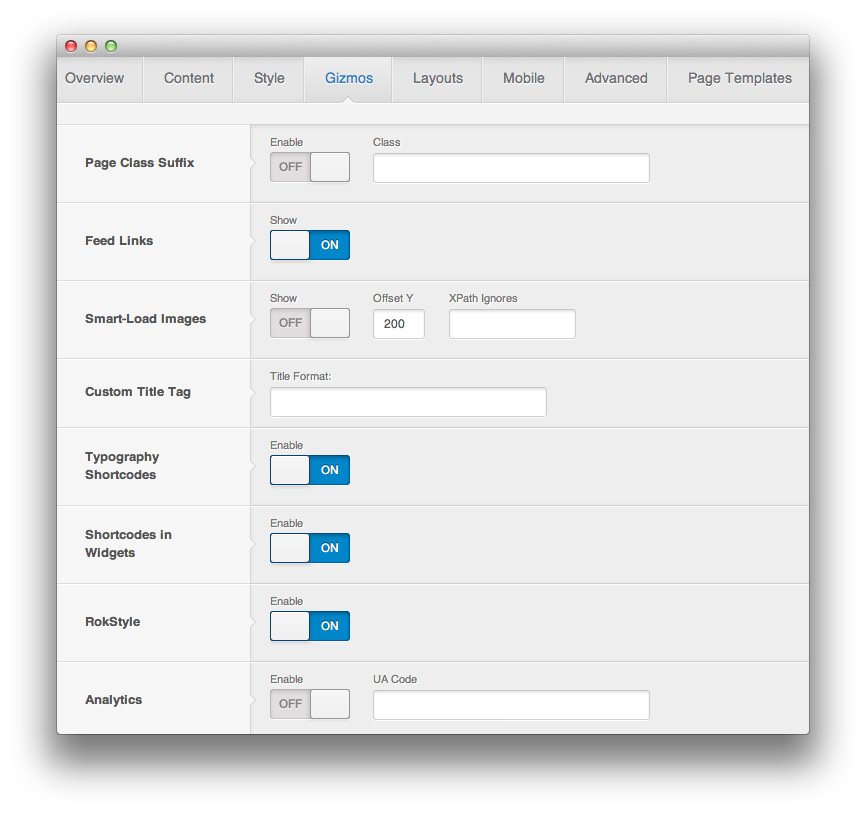 Overview Content Style Gizmos Layouts Mobile Advanced Page Templates
Page Class Suffix
Enable Class
OFF
Feed Links
Show
ON
Smart-Load Images
Show Offset Y XPath Ignores
OFF 200
Custom Title Tag
Title Format:
Typography
Shortcodes
Enable
ON
Shortcodes in
Widgets
Enable
ON
RokStyle
Enable
ON
Analytics
Enable UA Code
OFF